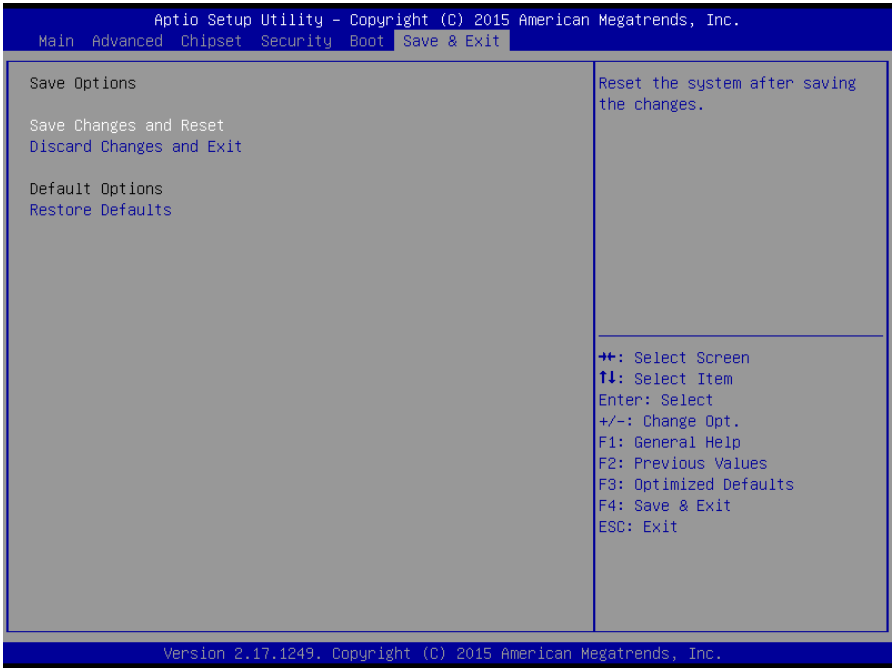 Aptio Setup Utility – Copyright (C) 2015 American Megatrends, Inc.
Main Advanced Chipset Security Boot Save & Exit
Save Options
Save Changes and Reset
Discard Changes and Exit
Default Options
Restore Defaults
Reset the system after saving
the changes.
→←: Select Screen
↑↓: Select Item
Enter: Select
+/-: Change Opt.
F1: General Help
F2: Previous Values
F3: Optimized Defaults
F4: Save & Exit
ESC: Exit
Version 2.17.1249. Copyright (C) 2015 American Megatrends, Inc.